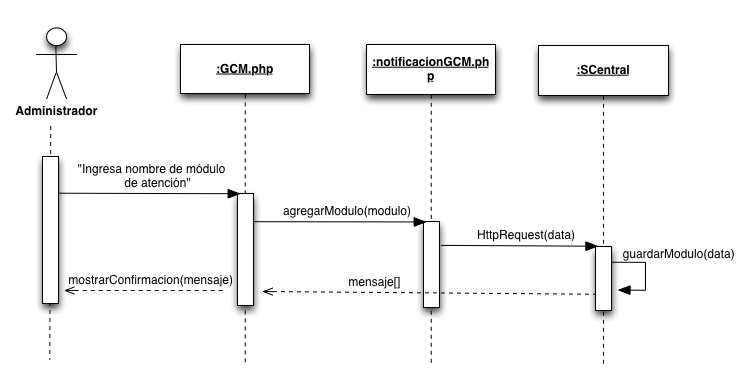 Administrador
:GCM.php
:notificacionGCM.ph
p
:SCentral
"Ingresa nombre de módulo
de atención"
agregarModulo(modulo)
HttpRequest(data)
guardarModulo(data)
mostrarConfirmacion(mensaje)
mensaje[]